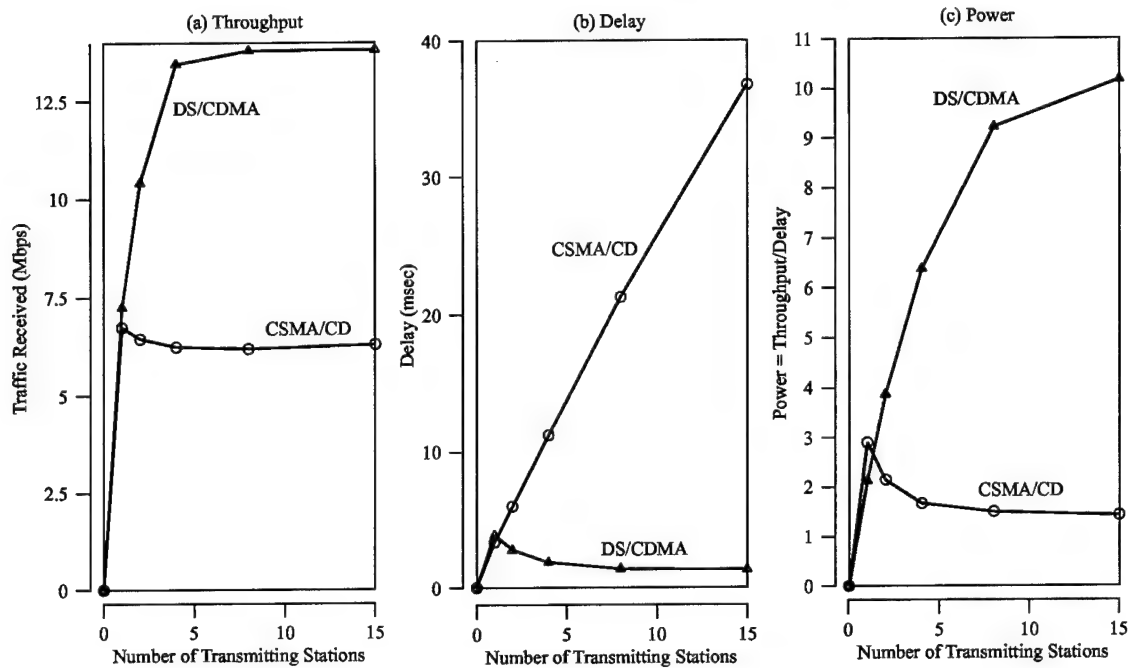 (a) Throughput
Traffic Received (Mbps)
12.5
10
7.5
5
2.5
0
DS/CDMA
CSMA/CD
0 5 10 15
Number of Transmitting Stations
(b) Delay
Delay (msec)
40
30
20
10
0
CSMA/CD
DS/CDMA
0 5 10 15
Number of Transmitting Stations
(c) Power
Power = Throughput/Delay
11
10
9
8
7
6
5
4
3
2
1
0
DS/CDMA
CSMA/CD
0 5 10 15
Number of Transmitting Stations